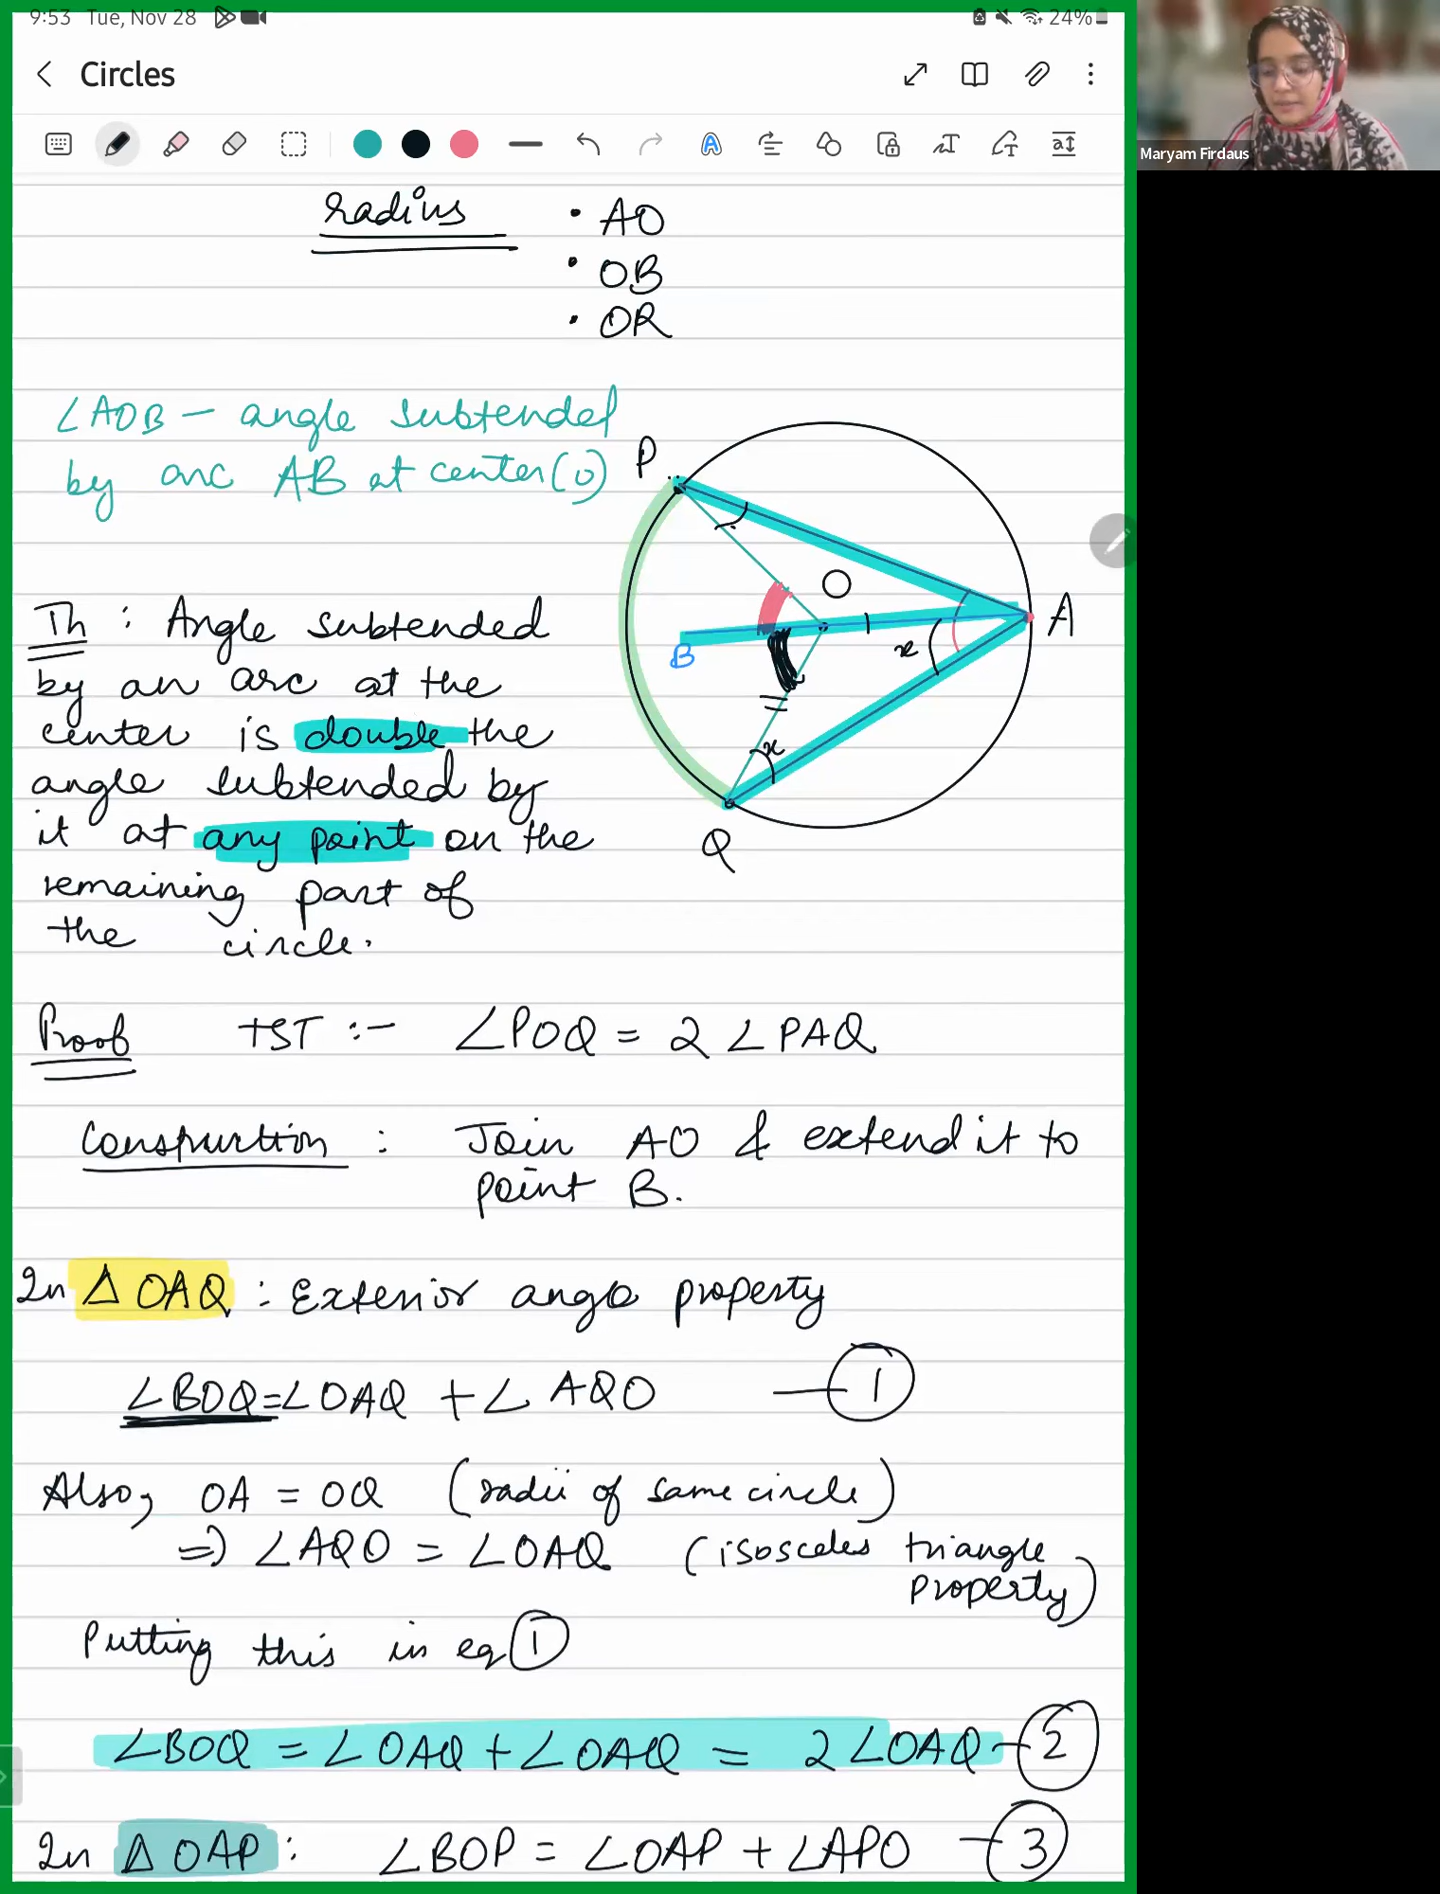 9:53 Tue, Nov 28
24%
Circles
Maryam Firdaus
radius
• AO
• OB
• OR
∠AOB – angle subtended
by arc AB at center(o)
P
O
A
B
x
x
Q
Th : Angle subtended
by an arc at the
center is double the
angle subtended by
it at any point on the
remaining part of
the circle.
Proof TST :- ∠POQ = 2 ∠PAQ
Construction : Join AO & extend it to
point B.
In △ OAQ : Exterior angle property
∠BOQ = ∠OAQ + ∠AQO — 1
Also, OA = OQ (radii of same circle)
⇒ ∠AQO = ∠OAQ (isosceles triangle
property)
Putting this in eq 1
∠BOQ = ∠OAQ + ∠OAQ = 2 ∠OAQ – 2
In △ OAP : ∠BOP = ∠OAP + ∠APO – 3